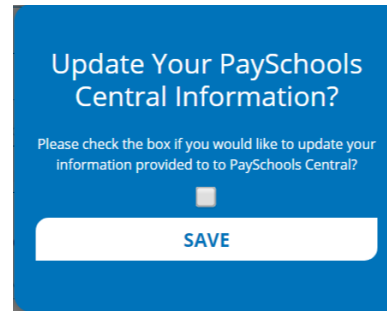 Update Your PaySchools
Central Information?
Please check the box if you would like to update your
information provided to to PaySchools Central?
SAVE